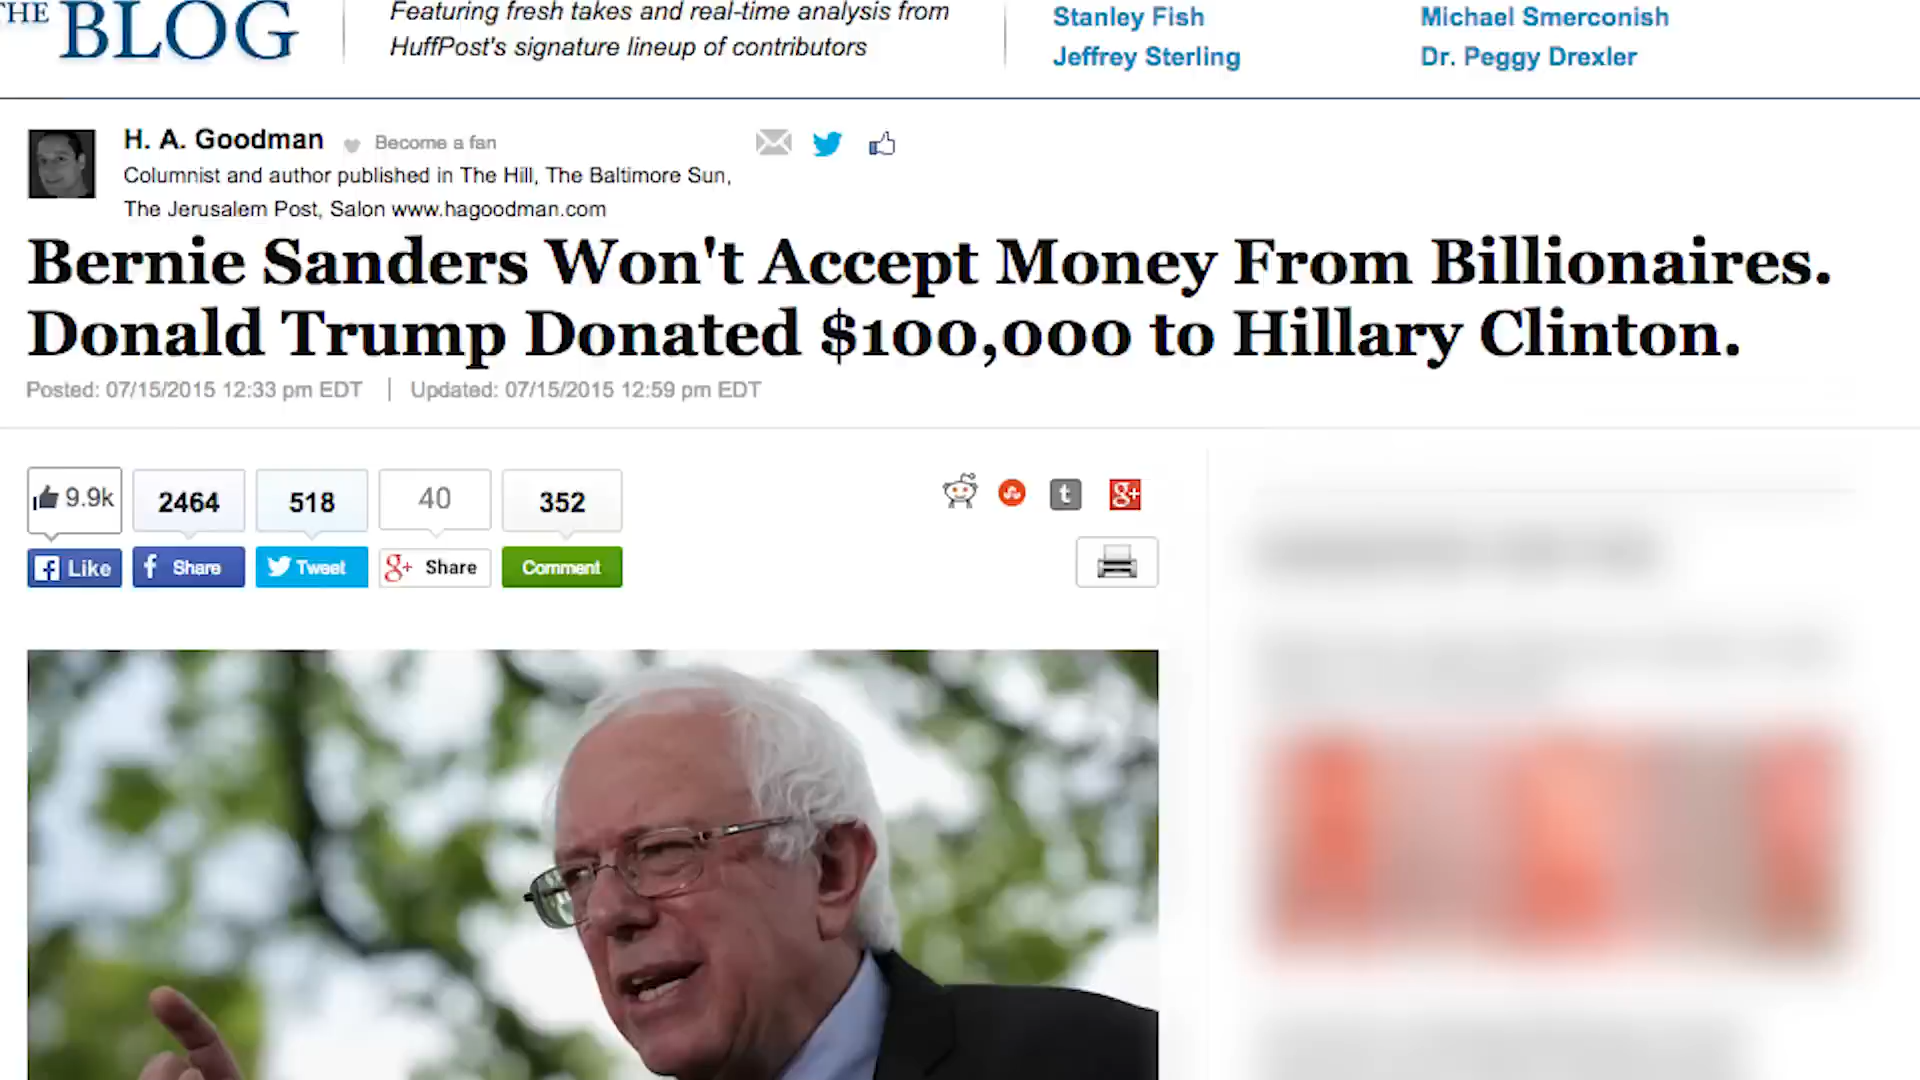 THE BLOG
Featuring fresh takes and real-time analysis from
HuffPost's signature lineup of contributors
Stanley Fish
Jeffrey Sterling
Michael Smerconish
Dr. Peggy Drexler
H. A. Goodman Become a fan
Columnist and author published in The Hill, The Baltimore Sun,
The Jerusalem Post, Salon www.hagoodman.com
Bernie Sanders Won't Accept Money From Billionaires.
Donald Trump Donated $100,000 to Hillary Clinton.
Posted: 07/15/2015 12:33 pm EDT | Updated: 07/15/2015 12:59 pm EDT
9.9k 2464 518 40 352
Like Share Tweet Share Comment